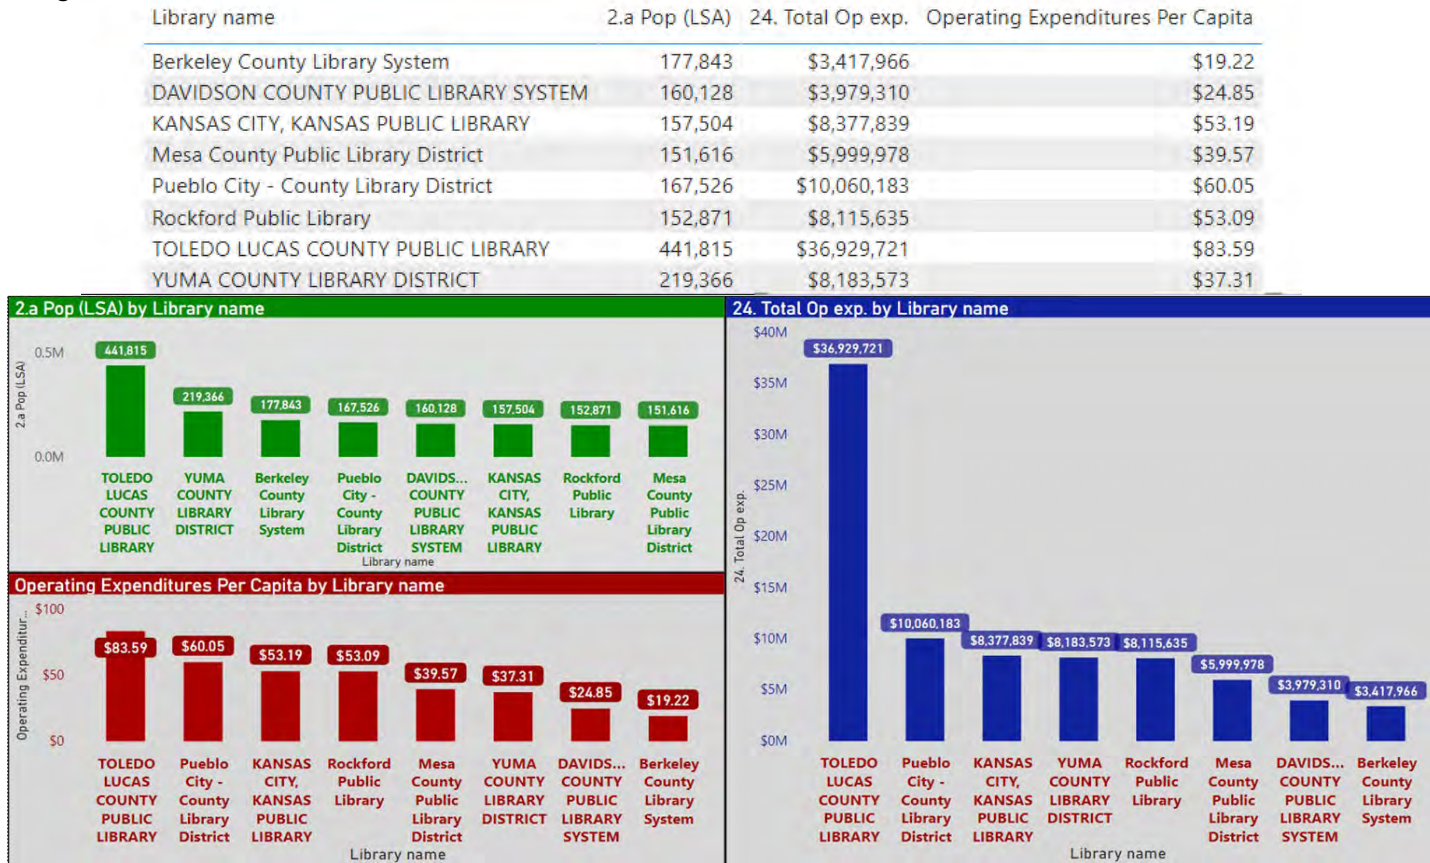 Library name 2.a Pop (LSA) 24. Total Op exp. Operating Expenditures Per Capita
Berkeley County Library System 177,843 $3,417,966 $19.22
DAVIDSON COUNTY PUBLIC LIBRARY SYSTEM 160,128 $3,979,310 $24.85
KANSAS CITY, KANSAS PUBLIC LIBRARY 157,504 $8,377,839 $53.19
Mesa County Public Library District 151,616 $5,999,978 $39.57
Pueblo City - County Library District 167,526 $10,060,183 $60.05
Rockford Public Library 152,871 $8,115,635 $53.09
TOLEDO LUCAS COUNTY PUBLIC LIBRARY 441,815 $36,929,721 $83.59
YUMA COUNTY LIBRARY DISTRICT 219,366 $8,183,573 $37.31
2.a Pop (LSA) by Library name
2.a Pop (LSA)
0.5M
0.0M
441,815
219,366
177,843
167,526
160,128
157,504
152,871
151,616
TOLEDO
LUCAS
COUNTY
PUBLIC
LIBRARY
YUMA
COUNTY
LIBRARY
DISTRICT
Berkeley
County
Library
System
Pueblo
City -
County
Library
District
DAVIDS...
COUNTY
PUBLIC
LIBRARY
SYSTEM
KANSAS
CITY,
KANSAS
PUBLIC
LIBRARY
Rockford
Public
Library
Mesa
County
Public
Library
District
Library name
Operating Expenditures Per Capita by Library name
Operating Expenditur...
$100
$50
$0
$83.59
$60.05
$53.19
$53.09
$39.57
$37.31
$24.85
$19.22
TOLEDO
LUCAS
COUNTY
PUBLIC
LIBRARY
Pueblo
City -
County
Library
District
KANSAS
CITY,
KANSAS
PUBLIC
LIBRARY
Rockford
Public
Library
Mesa
County
Public
Library
District
YUMA
COUNTY
LIBRARY
DISTRICT
DAVIDS...
COUNTY
PUBLIC
LIBRARY
SYSTEM
Berkeley
County
Library
System
Library name
24. Total Op exp. by Library name
24. Total Op exp.
$40M
$35M
$30M
$25M
$20M
$15M
$10M
$5M
$0M
$36,929,721
$10,060,183
$8,377,839
$8,183,573
$8,115,635
$5,999,978
$3,979,310
$3,417,966
TOLEDO
LUCAS
COUNTY
PUBLIC
LIBRARY
Pueblo
City -
County
Library
District
KANSAS
CITY,
KANSAS
PUBLIC
LIBRARY
YUMA
COUNTY
LIBRARY
DISTRICT
Rockford
Public
Library
Mesa
County
Public
Library
District
DAVIDS...
COUNTY
PUBLIC
LIBRARY
SYSTEM
Berkeley
County
Library
System
Library name